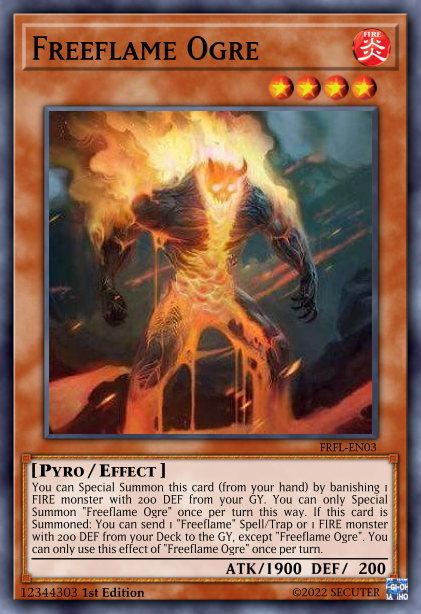 Freeflame Ogre
FIRE
炎
FRFL-EN03
[Pyro / Effect]
You can Special Summon this card (from your hand) by banishing 1
FIRE monster with 200 DEF from your GY. You can only Special
Summon "Freeflame Ogre" once per turn this way. If this card is
Summoned: You can send 1 "Freeflame" Spell/Trap or 1 FIRE monster
with 200 DEF from your Deck to the GY, except "Freeflame Ogre". You
can only use this effect of "Freeflame Ogre" once per turn.
ATK/1900 DEF/ 200
12344303 1st Edition ©2022 SECUTER